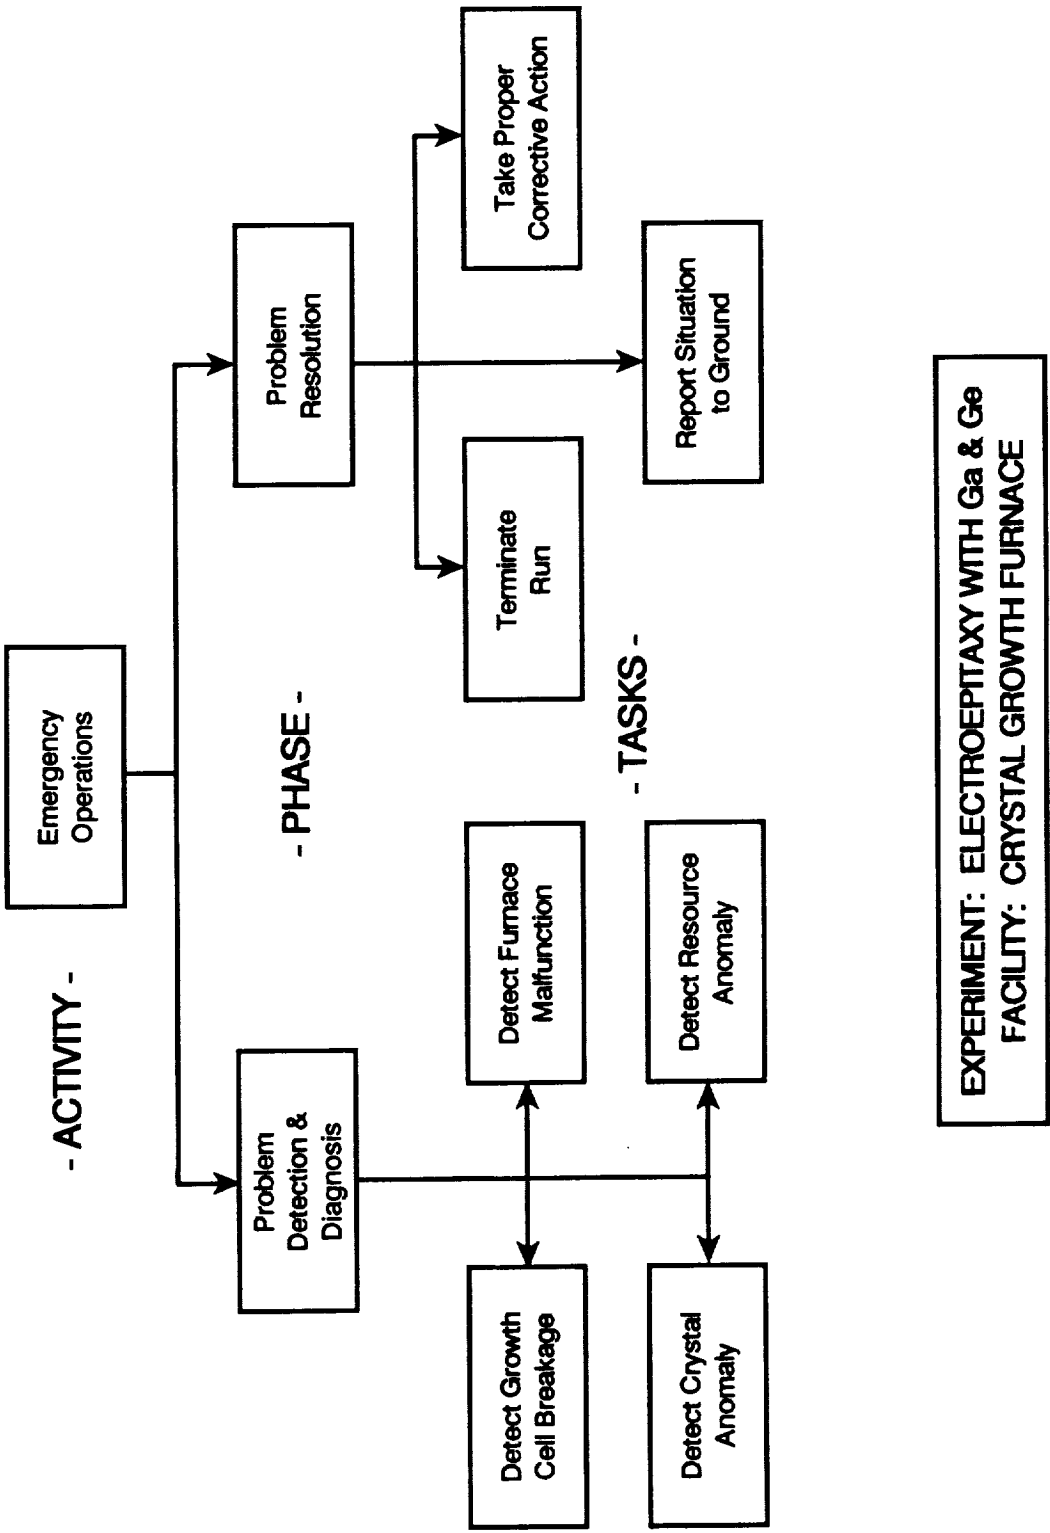 - ACTIVITY -
Emergency
Operations
- PHASE -
Problem
Detection &
Diagnosis
Problem
Resolution
- TASKS -
Detect Growth
Cell Breakage
Detect Furnace
Malfunction
Terminate
Run
Take Proper
Corrective Action
Detect Crystal
Anomaly
Detect Resource
Anomaly
Report Situation
to Ground
EXPERIMENT: ELECTROEPITAXY WITH Ga & Ge
FACILITY: CRYSTAL GROWTH FURNACE